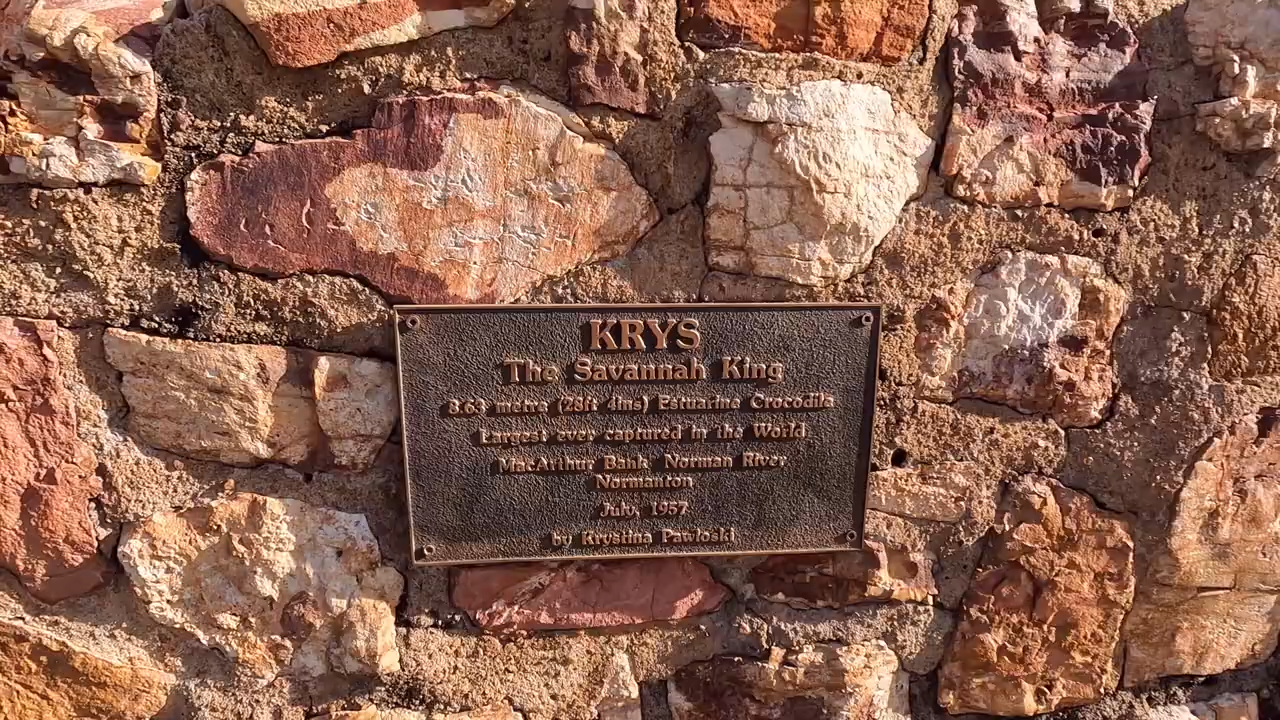 KRYS
The Savannah King
8.63 metre (28ft 4ins) Estuarine Crocodile
Largest ever captured in the World
MacArthur Bank Norman River
Normanton
July, 1957
by Krystina Pawloski